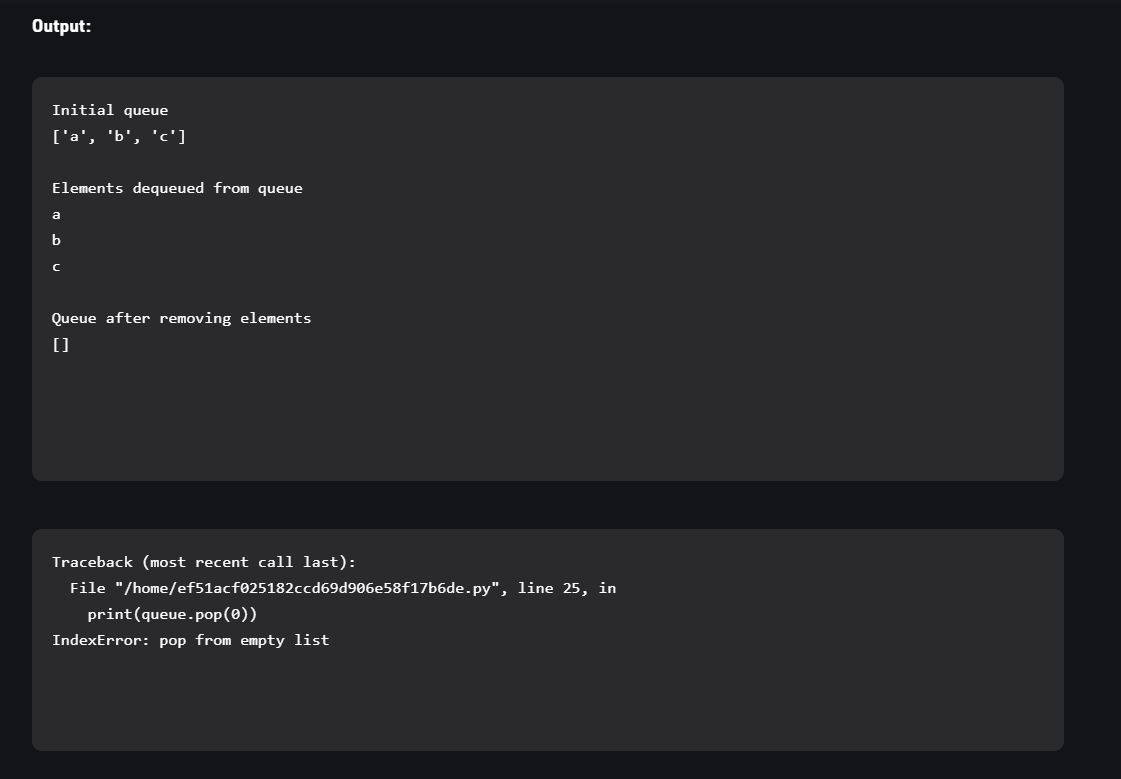 Output:
Initial queue
['a', 'b', 'c']
Elements dequeued from queue
a
b
c
Queue after removing elements
[]
Traceback (most recent call last):
  File "/home/ef51acf025182ccd69d906e58f17b6de.py", line 25, in
    print(queue.pop(0))
IndexError: pop from empty list